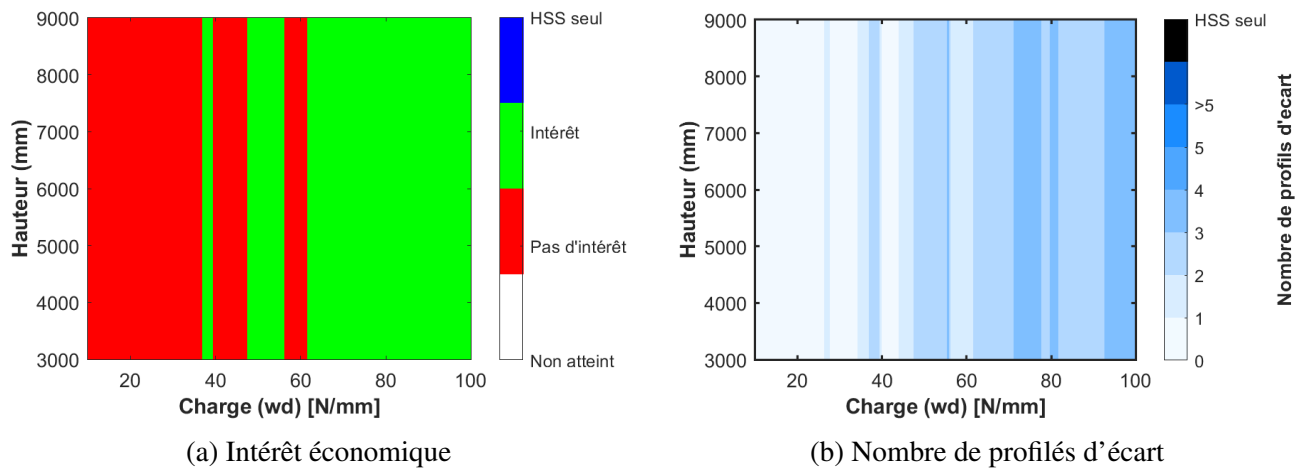 9000
8000
7000
6000
5000
4000
3000
Hauteur (mm)
20 40 60 80 100
Charge (wd) [N/mm]
HSS seul
Intérêt
Pas d'intérêt
Non atteint
(a) Intérêt économique
9000
8000
7000
6000
5000
4000
3000
Hauteur (mm)
20 40 60 80 100
Charge (wd) [N/mm]
HSS seul
>5
5
4
3
2
1
0
Nombre de profils d'ecart
(b) Nombre de profilés d’écart